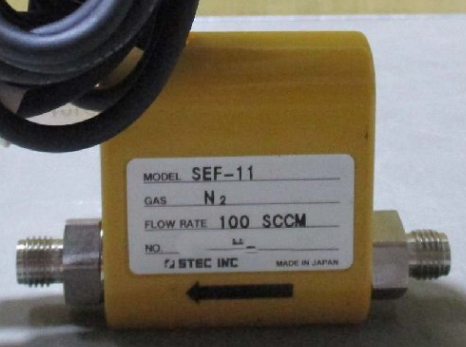 MODEL SEF-11
GAS N₂
FLOW RATE 100 SCCM
NO.
STEC INC MADE IN JAPAN